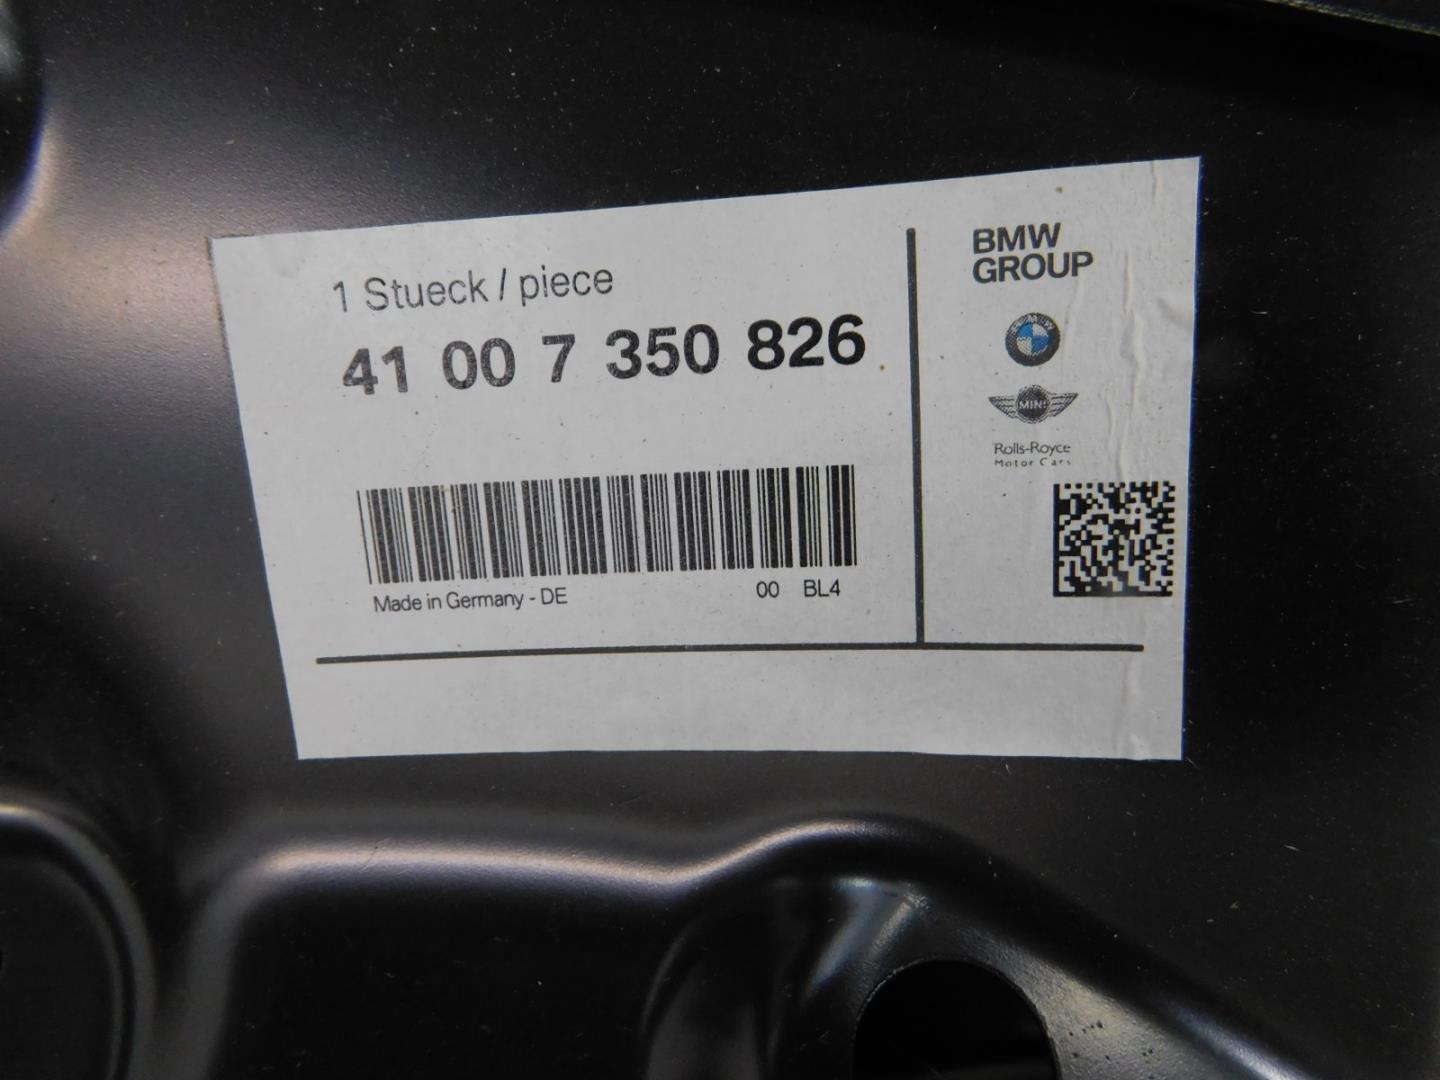 1 Stueck / piece
41 00 7 350 826
Made in Germany - DE 00 BL4
BMW
GROUP
BMW
MINI
Rolls-Royce
Motor Cars